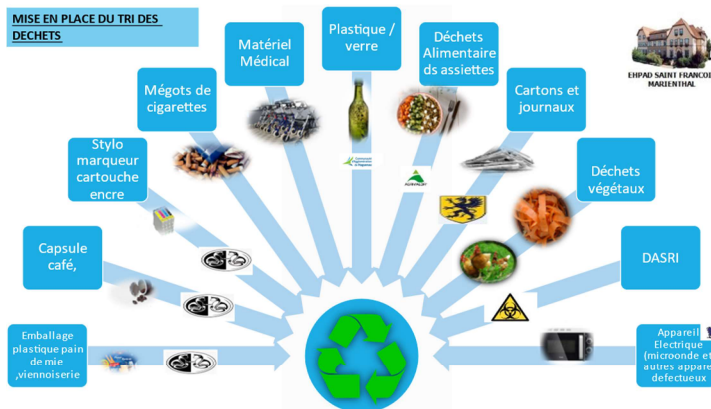 MISE EN PLACE DU TRI DES
DECHETS
Plastique /
verre
Matériel
Médical
Déchets
Alimentaire
ds assiettes
EHPAD SAINT FRANCOI
MARIENTHAL
Mégots de
cigarettes
Cartons et
journaux
Stylo
marqueur
cartouche
encre
Déchets
végétaux
AGRIVALOR
Capsule
café,
DASRI
Emballage
plastique pain
de mie
,viennoiserie
Appareil
Electrique
(microonde et
autres appare
defectueux